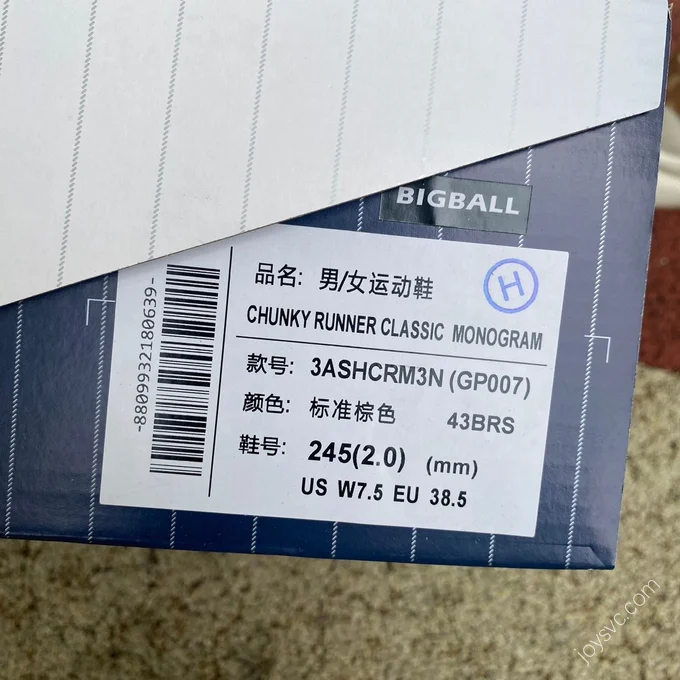 BIGBALL
品名: 男/女运动鞋
H
CHUNKY RUNNER CLASSIC MONOGRAM
款号: 3ASHCRM3N (GP007)
颜色: 标准棕色 43BRS
鞋号: 245(2.0) (mm)
US W7.5 EU 38.5
-8809932180639-
joysvc.com